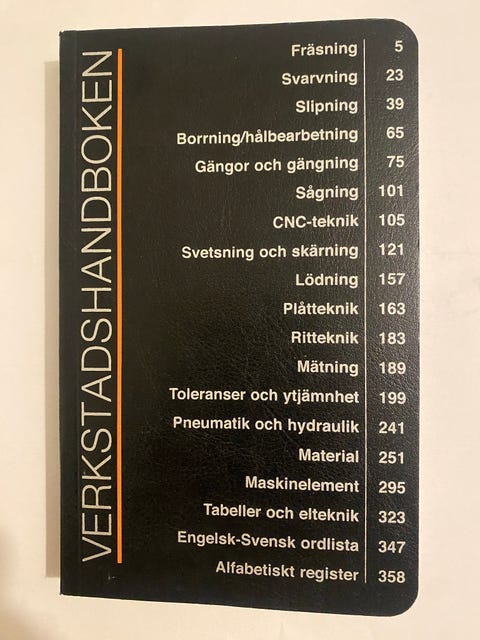 VERKSTADSHANDBOKEN
Fräsning 5
Svarvning 23
Slipning 39
Borrning/hålbearbetning 65
Gängor och gängning 75
Sågning 101
CNC-teknik 105
Svetsning och skärning 121
Lödning 157
Plåtteknik 163
Ritteknik 183
Mätning 189
Toleranser och ytjämnhet 199
Pneumatik och hydraulik 241
Material 251
Maskinelement 295
Tabeller och elteknik 323
Engelsk-Svensk ordlista 347
Alfabetiskt register 358